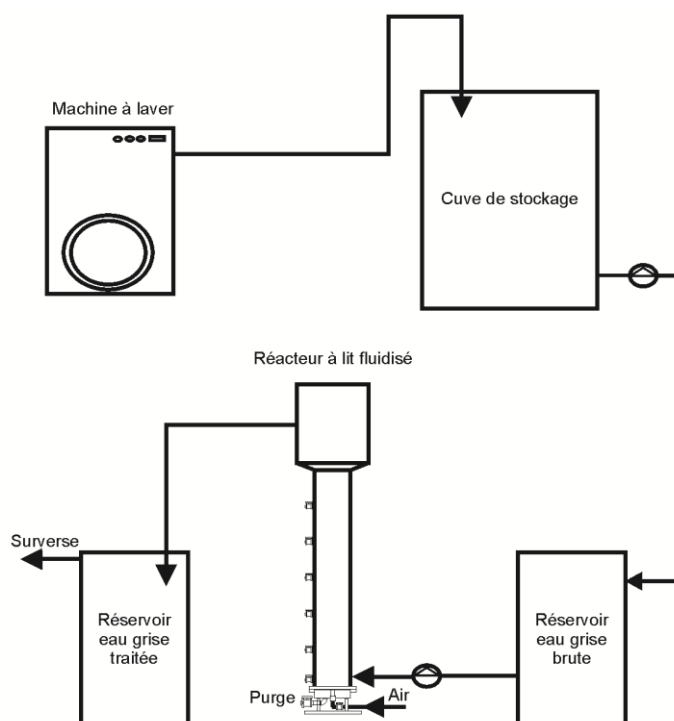 Machine à laver
Cuve de stockage
Réacteur à lit fluidisé
Surverse
Réservoir
eau grise
traitée
Réservoir
eau grise
brute
Purge
Air